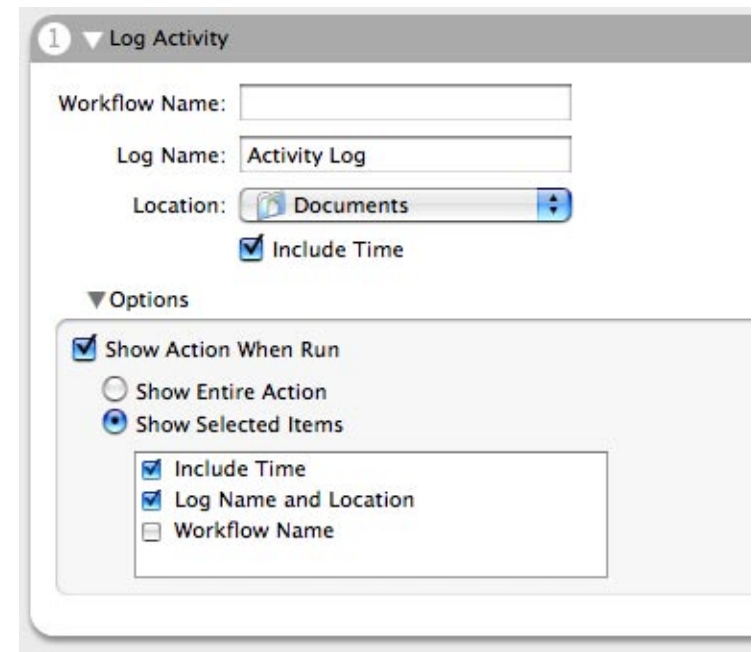 1 Log Activity
Workflow Name:
Log Name: Activity Log
Location: Documents
Include Time
Options
Show Action When Run
Show Entire Action
Show Selected Items
Include Time
Log Name and Location
Workflow Name